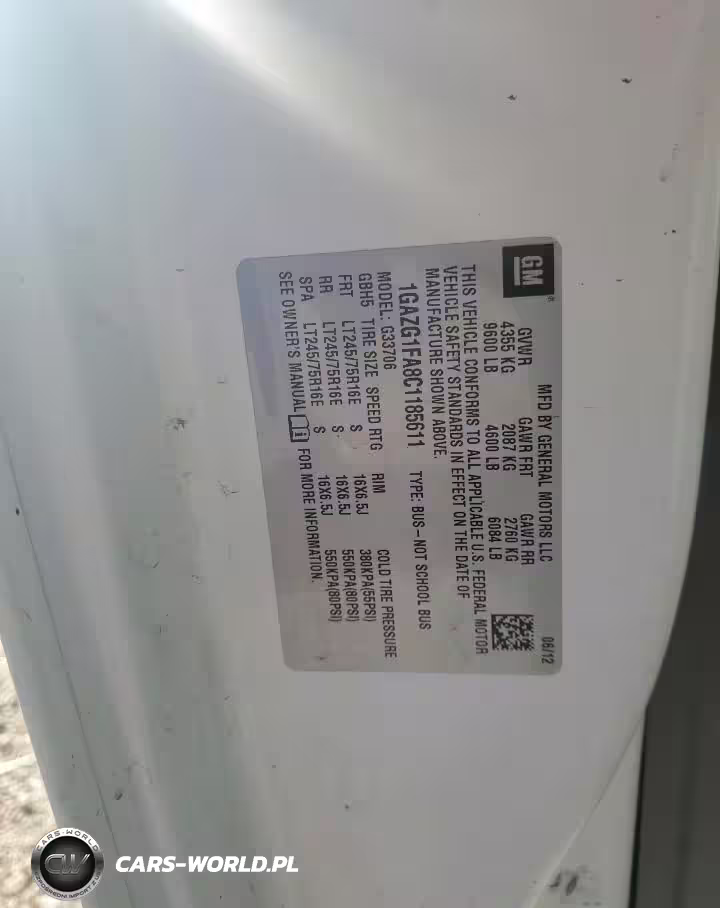 GM
MFD BY GENERAL MOTORS LLC 06/12
GVWR GAWR FRT GAWR RR
4355 KG 2087 KG 2760 KG
9600 LB 4600 LB 6084 LB
THIS VEHICLE CONFORMS TO ALL APPLICABLE U.S. FEDERAL MOTOR
VEHICLE SAFETY STANDARDS IN EFFECT ON THE DATE OF
MANUFACTURE SHOWN ABOVE.
1GAZG1FA8C1185611 TYPE: BUS-NOT SCHOOL BUS
MODEL: G33706
GBH5 TIRE SIZE SPEED RTG RIM COLD TIRE PRESSURE
FRT LT245/75R16E S 16X6.5J 380KPA(55PSI)
RR LT245/75R16E S 16X6.5J 550KPA(80PSI)
SPA LT245/75R16E S 16X6.5J 550KPA(80PSI)
SEE OWNER'S MANUAL FOR MORE INFORMATION.
CARS-WORLD
CW
CARS-WORLD.PL